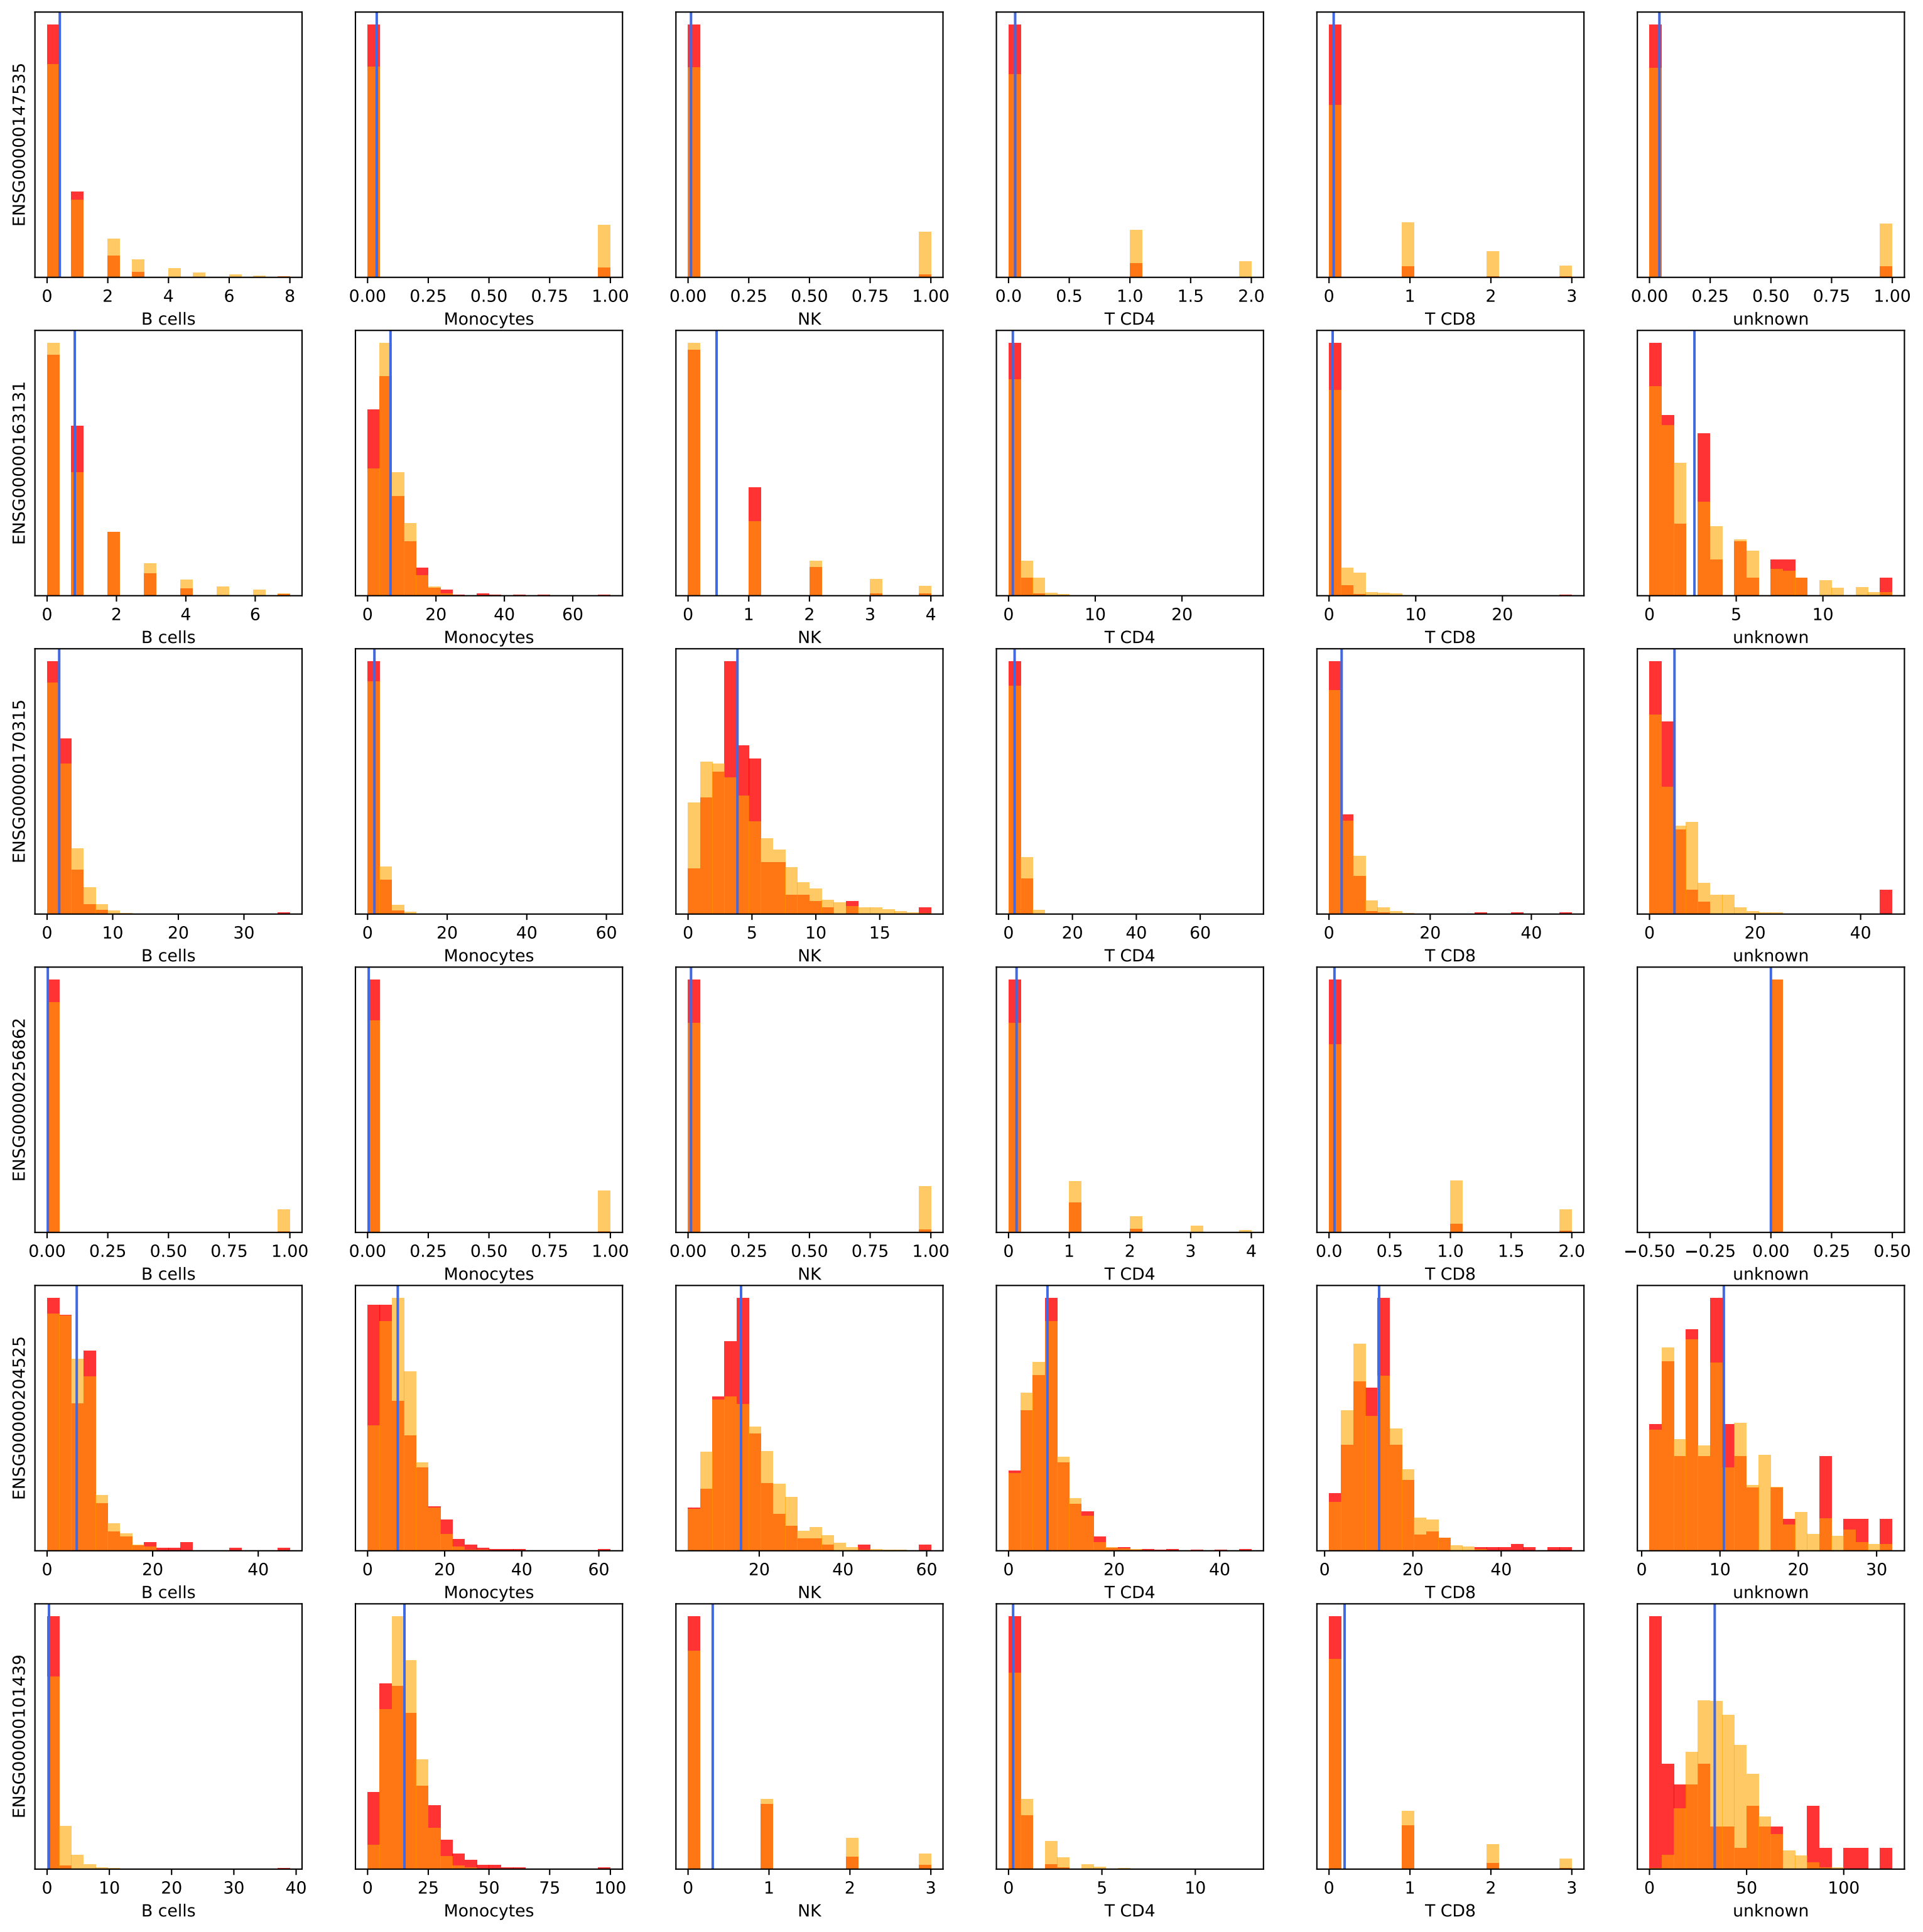 ENSG00000147535
0 2 4 6 8
B cells
0.00 0.25 0.50 0.75 1.00
Monocytes
0.00 0.25 0.50 0.75 1.00
NK
0.0 0.5 1.0 1.5 2.0
T CD4
0 1 2 3
T CD8
0.00 0.25 0.50 0.75 1.00
unknown
ENSG00000163131
0 2 4 6
B cells
0 20 40 60
Monocytes
0 1 2 3 4
NK
0 10 20
T CD4
0 10 20
T CD8
0 5 10
unknown
ENSG00000170315
0 10 20 30
B cells
0 20 40 60
Monocytes
0 5 10 15
NK
0 20 40 60
T CD4
0 20 40
T CD8
0 20 40
unknown
ENSG00000256862
0.00 0.25 0.50 0.75 1.00
B cells
0.00 0.25 0.50 0.75 1.00
Monocytes
0.00 0.25 0.50 0.75 1.00
NK
0 1 2 3 4
T CD4
0.0 0.5 1.0 1.5 2.0
T CD8
−0.50 −0.25 0.00 0.25 0.50
unknown
ENSG00000204525
0 20 40
B cells
0 20 40 60
Monocytes
20 40 60
NK
0 20 40
T CD4
0 20 40
T CD8
0 10 20 30
unknown
ENSG00000101439
0 10 20 30 40
B cells
0 25 50 75 100
Monocytes
0 1 2 3
NK
0 5 10
T CD4
0 1 2 3
T CD8
0 50 100
unknown